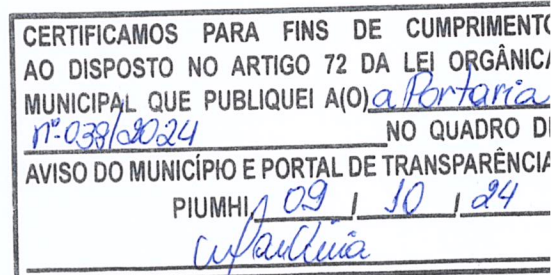 CERTIFICAMOS PARA FINS DE CUMPRIMENTO
AO DISPOSTO NO ARTIGO 72 DA LEI ORGÂNICA
MUNICIPAL QUE PUBLIQUEI A(O) a Portaria
nº 038/2024 NO QUADRO DE
AVISO DO MUNICÍPIO E PORTAL DE TRANSPARÊNCIA
PIUMHI, 09 / 10 / 24